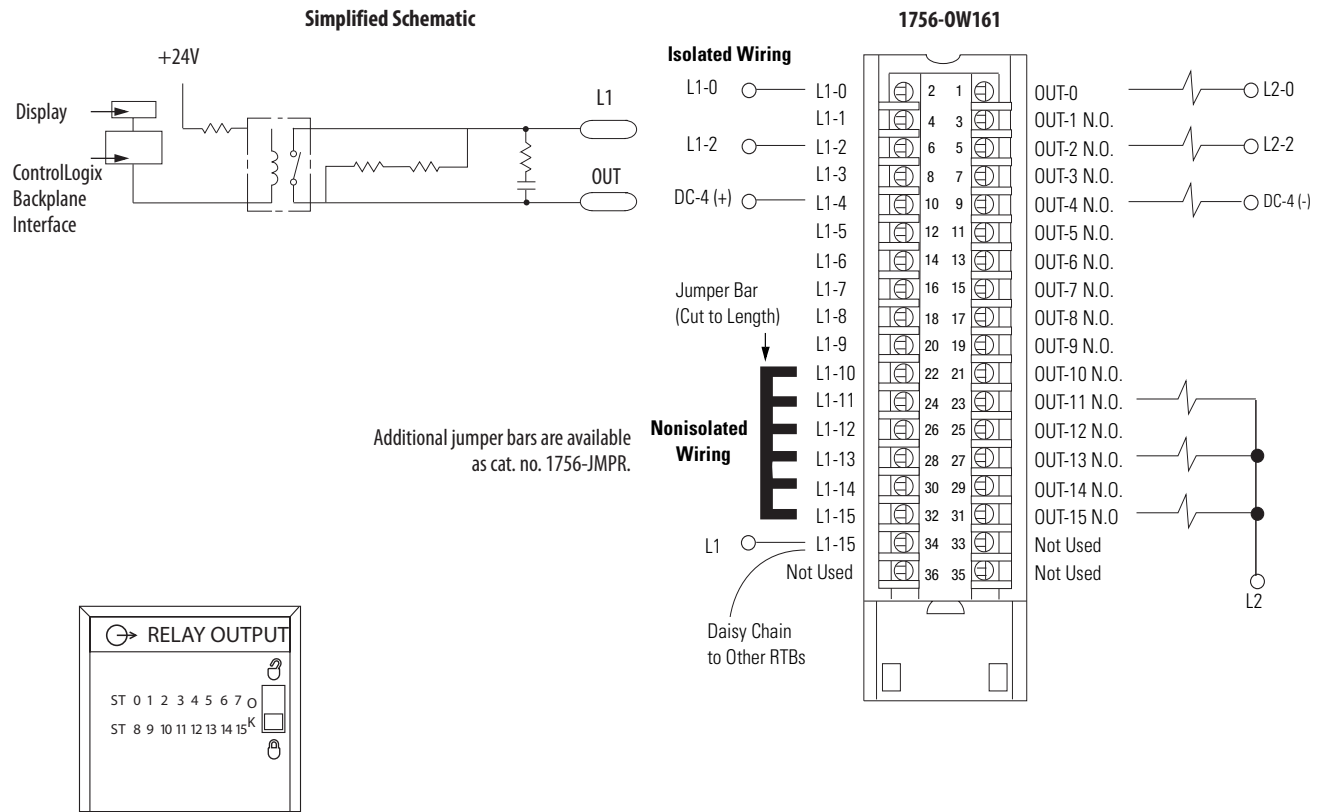 Simplified Schematic
+24V
Display
ControlLogix
Backplane
Interface
L1
OUT
1756-OW16I
Isolated Wiring
L1-0 L1-0 2 1 OUT-0 L2-0
L1-1 4 3 OUT-1 N.O.
L1-2 L1-2 6 5 OUT-2 N.O. L2-2
L1-3 8 7 OUT-3 N.O.
DC-4 (+) L1-4 10 9 OUT-4 N.O. DC-4 (-)
L1-5 12 11 OUT-5 N.O.
L1-6 14 13 OUT-6 N.O.
L1-7 16 15 OUT-7 N.O.
L1-8 18 17 OUT-8 N.O.
L1-9 20 19 OUT-9 N.O.
L1-10 22 21 OUT-10 N.O.
L1-11 24 23 OUT-11 N.O.
L1-12 26 25 OUT-12 N.O.
L1-13 28 27 OUT-13 N.O.
L1-14 30 29 OUT-14 N.O.
L1-15 32 31 OUT-15 N.O
L1 L1-15 34 33 Not Used
Not Used 36 35 Not Used
L2
Jumper Bar
(Cut to Length)
Nonisolated
Wiring
Additional jumper bars are available
as cat. no. 1756-JMPR.
Daisy Chain
to Other RTBs
RELAY OUTPUT
ST 0 1 2 3 4 5 6 7 O
ST 8 9 10 11 12 13 14 15 K